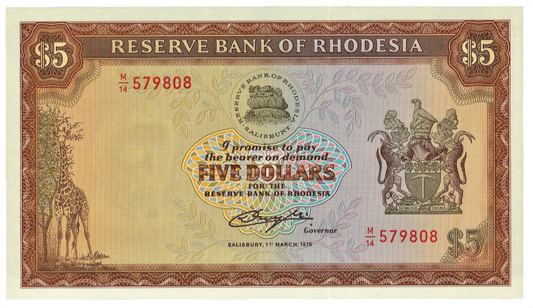 $5 RESERVE BANK OF RHODESIA $5
M/14 579808
RESERVE BANK OF RHODESIA
SALISBURY
I promise to pay
the bearer on demand
FIVE DOLLARS
FOR THE
RESERVE BANK OF RHODESIA
Governor
M/14 579808
SALISBURY, 1ST MARCH, 1976
$5